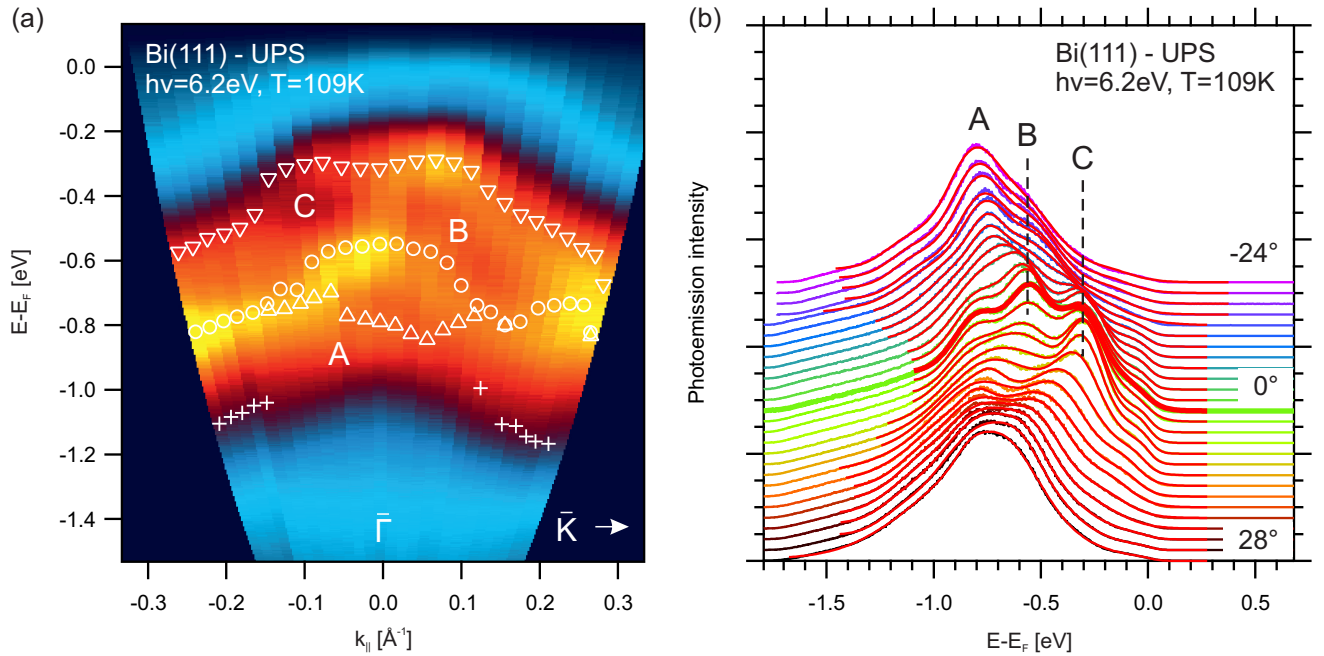 (a)
Bi(111) - UPS
hν=6.2eV, T=109K
C
B
A
Γ̄
K̄
0.0
-0.2
-0.4
-0.6
-0.8
-1.0
-1.2
-1.4
E-E_F [eV]
-0.3
-0.2
-0.1
0.0
0.1
0.2
0.3
k_|| [Å⁻¹]
(b)
Bi(111) - UPS
hν=6.2eV, T=109K
A
B
C
-24°
0°
28°
Photoemission intensity
-1.5
-1.0
-0.5
0.0
0.5
E-E_F [eV]